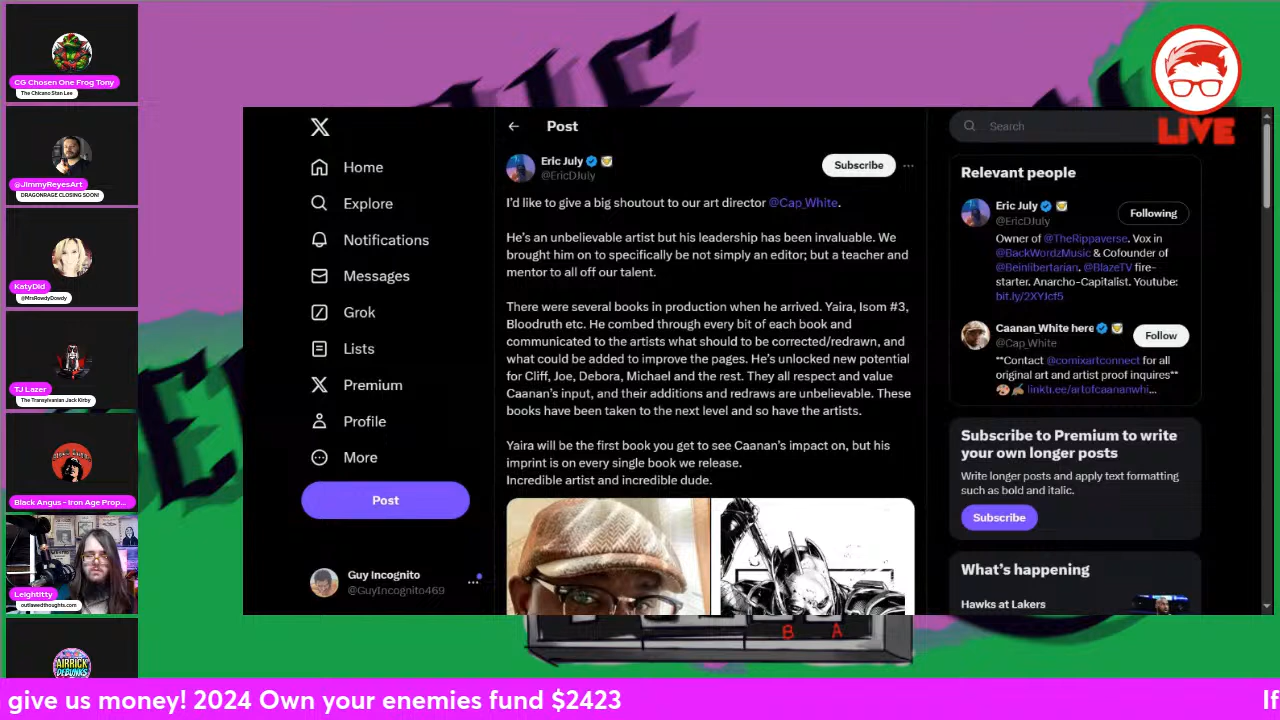 CG Chosen One Frog Tony
The Chicano Stan Lee
@JimmyReyesArt
DRAGONRAGE CLOSING SOON!
KatyDid
@MrsRowdyDowdy
TJ Lazer
The Transylvanian Jack Kirby
Black Angus - Iron Age Prop...
Leightitty
outlawedthoughts.com
AIRRICK
DEBUNKS
LIVE
Home
Explore
Notifications
Messages
Grok
Lists
Premium
Profile
More
Post
Guy Incognito
@GuyIncognito469
Post
Eric July
@EricDJuly
Subscribe
I'd like to give a big shoutout to our art director @Cap_White.
He's an unbelievable artist but his leadership has been invaluable. We
brought him on to specifically be not simply an editor; but a teacher and
mentor to all off our talent.
There were several books in production when he arrived. Yaira, Isom #3,
Bloodruth etc. He combed through every bit of each book and
communicated to the artists what should to be corrected/redrawn, and
what could be added to improve the pages. He's unlocked new potential
for Cliff, Joe, Debora, Michael and the rest. They all respect and value
Caanan's input, and their additions and redraws are unbelievable. These
books have been taken to the next level and so have the artists.
Yaira will be the first book you get to see Caanan's impact on, but his
imprint is on every single book we release.
Incredible artist and incredible dude.
B A
Search
Relevant people
Eric July
@EricDJuly
Following
Owner of @TheRippaverse. Vox in
@BackWordzMusic & Cofounder of
@Beinlibertarian. @BlazeTV fire-
starter. Anarcho-Capitalist. Youtube:
bit.ly/2XYJcf5
Caanan_White here
@Cap_White
Follow
**Contact @comixartconnect for all
original art and artist proof inquires**
linktr.ee/artofcaananwhi...
Subscribe to Premium to write
your own longer posts
Write longer posts and apply text formatting
such as bold and italic.
Subscribe
What's happening
Hawks at Lakers
give us money! 2024 Own your enemies fund $2423
If